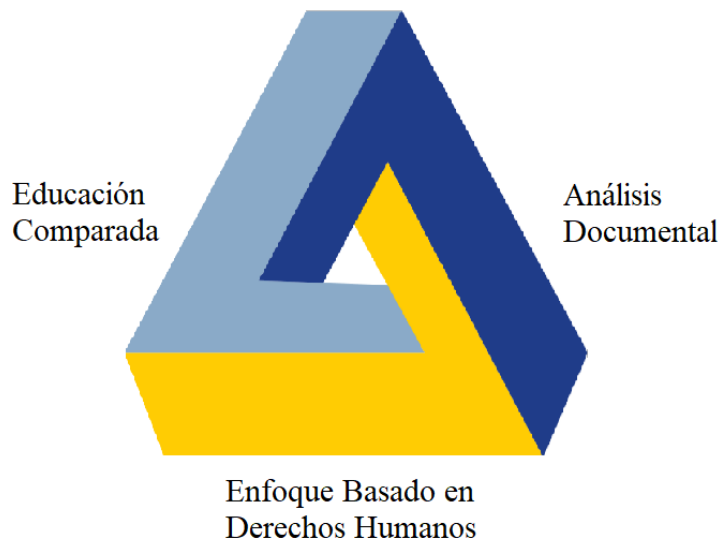 Educación
Comparada
Análisis
Documental
Enfoque Basado en
Derechos Humanos